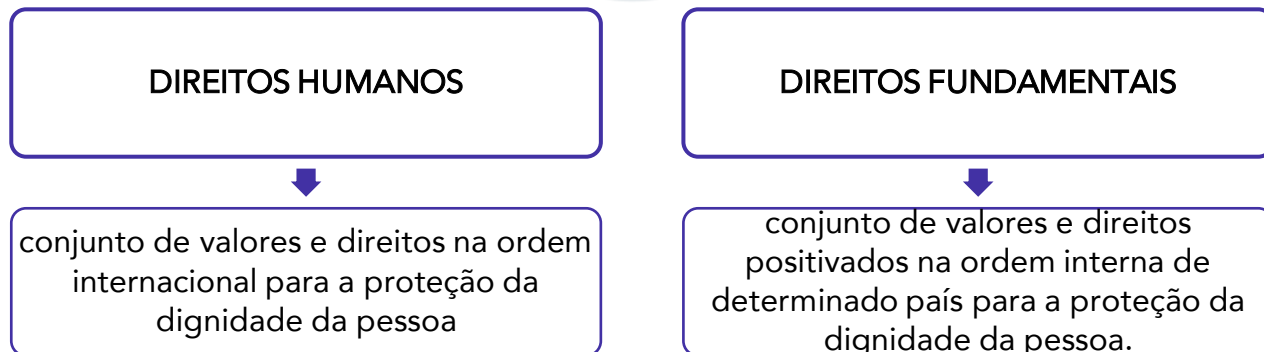 DIREITOS HUMANOS
conjunto de valores e direitos na ordem
internacional para a proteção da
dignidade da pessoa
DIREITOS FUNDAMENTAIS
conjunto de valores e direitos
positivados na ordem interna de
determinado país para a proteção da
dignidade da pessoa.